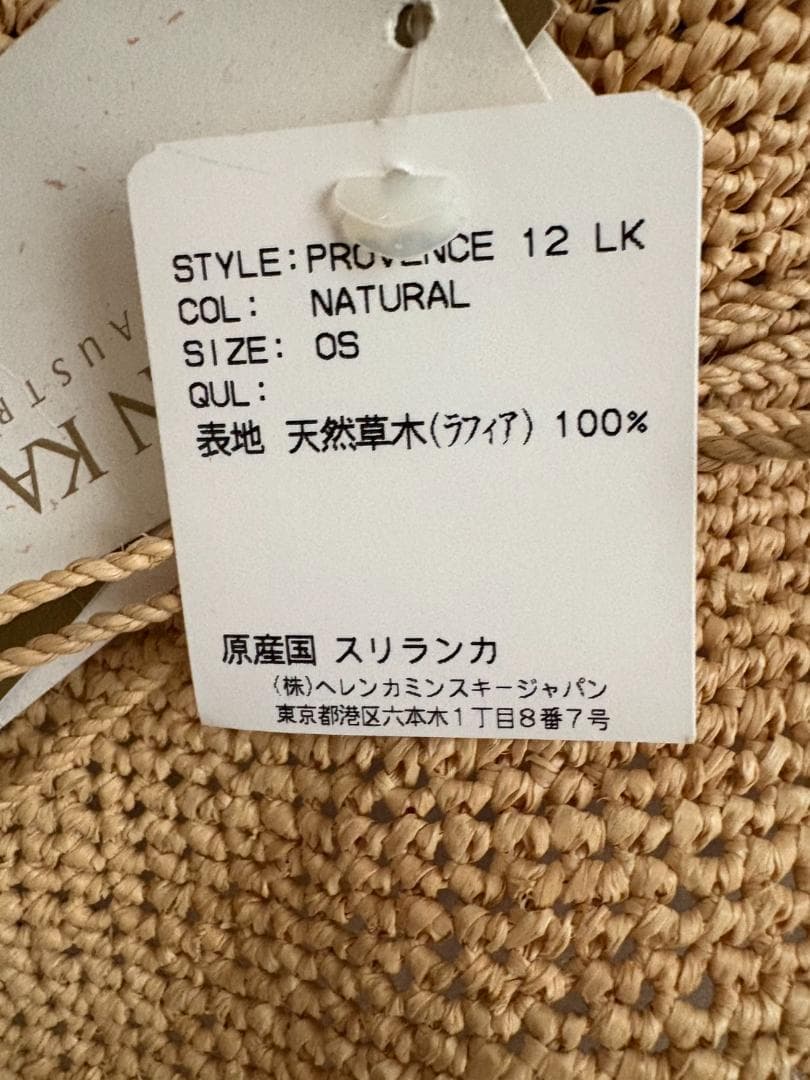 STYLE:PROVENCE 12 LK
COL: NATURAL
SIZE: OS
QUL:
表地 天然草木(ラフィア) 100%
原産国 スリランカ
(株)ヘレンカミンスキージャパン
東京都港区六本木1丁目8番7号
NKA
AUSTR